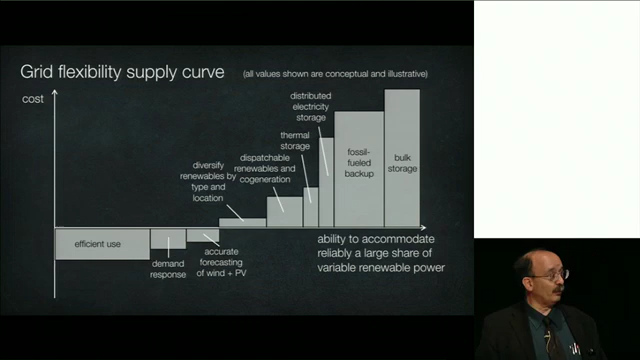 Grid flexibility supply curve
(all values shown are conceptual and illustrative)
cost
distributed
electricity
storage
thermal
storage
dispatchable
renewables and
cogeneration
diversify
renewables by
type and
location
fossil-
fueled
backup
bulk
storage
efficient use
demand
response
accurate
forecasting
of wind + PV
ability to accommodate
reliably a large share of
variable renewable power